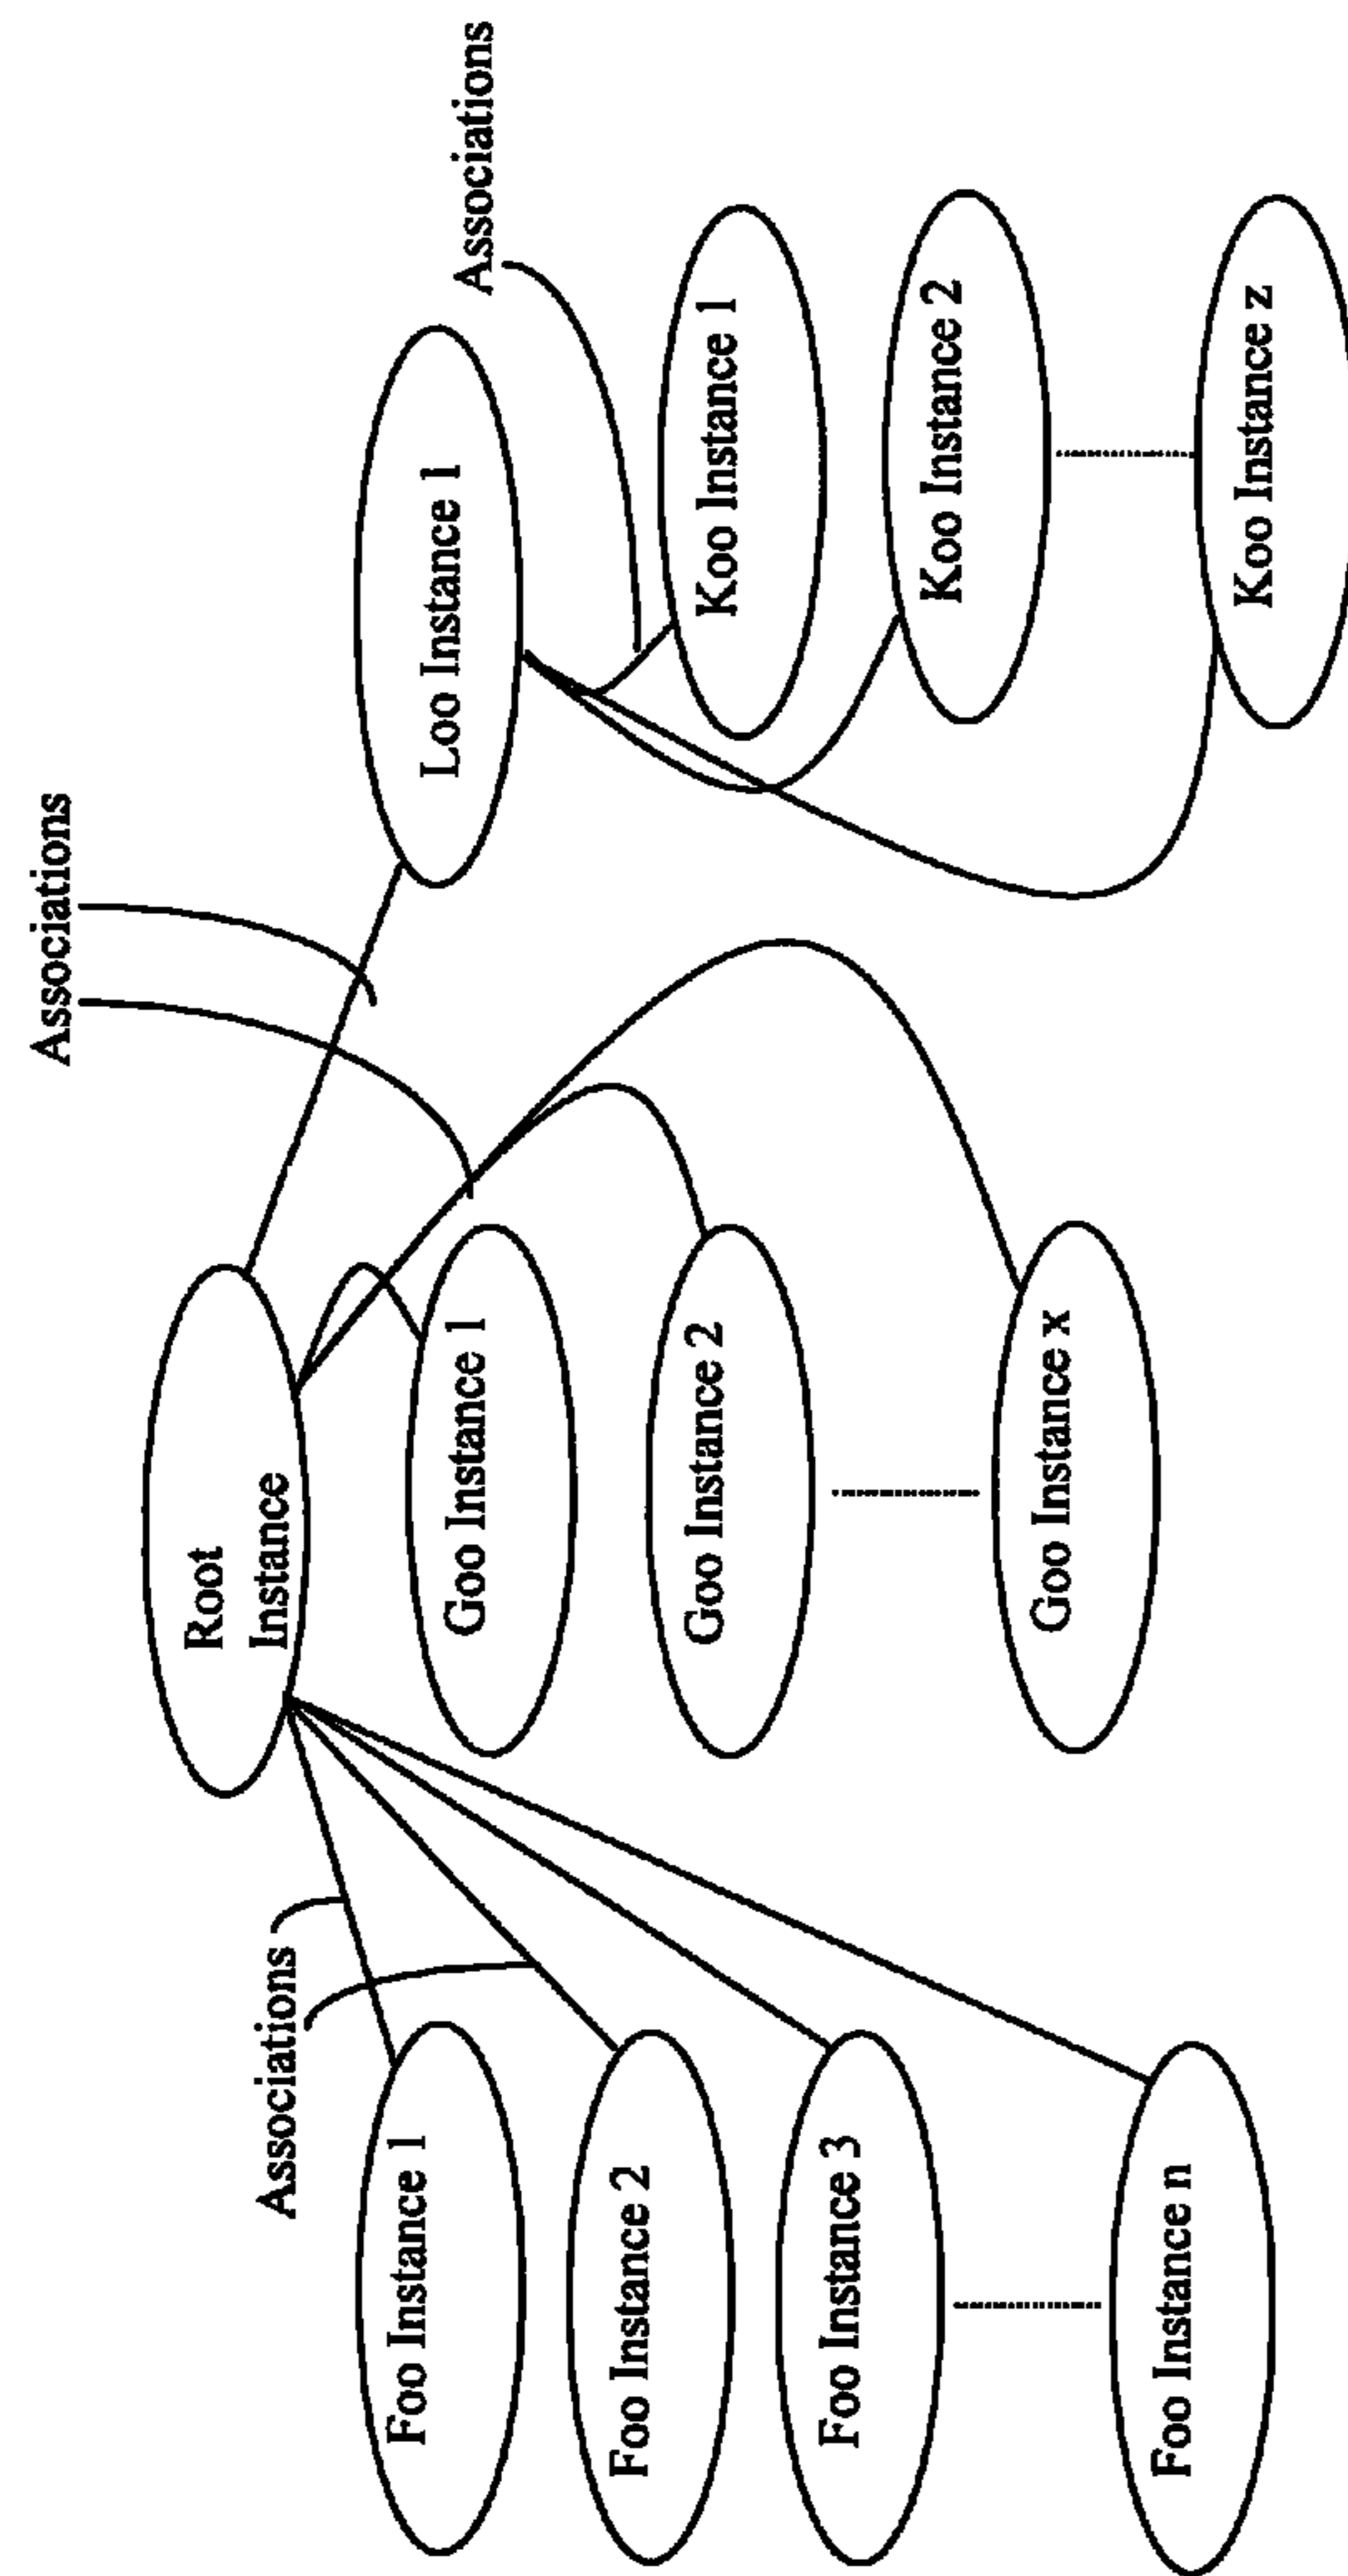 Associations
Associations
Root
Instance
Loo Instance 1
Associations
Foo Instance 1
Foo Instance 2
Foo Instance 3
Foo Instance n
Goo Instance 1
Goo Instance 2
Goo Instance x
Koo Instance 1
Koo Instance 2
Koo Instance z